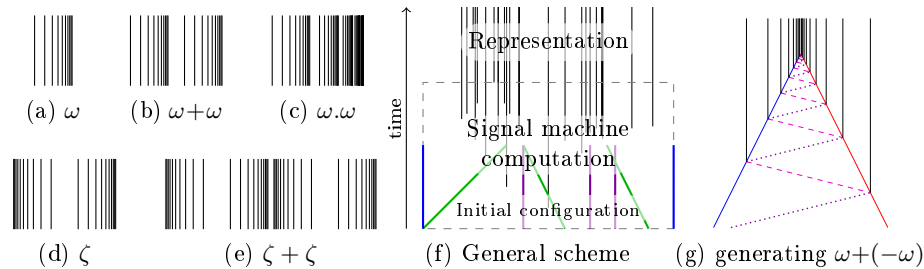 (a) ω
(b) ω+ω
(c) ω.ω
(d) ζ
(e) ζ + ζ
time
Representation
Signal machine
computation
Initial configuration
(f) General scheme
(g) generating ω+(-ω)